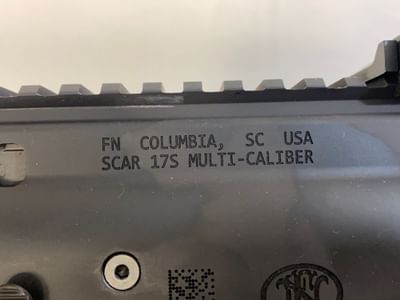 FN COLUMBIA, SC USA
SCAR 17S MULTI-CALIBER